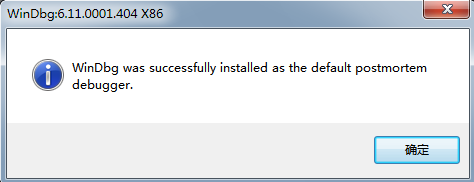 WinDbg:6.11.0001.404 X86
WinDbg was successfully installed as the default postmortem
debugger.
确定